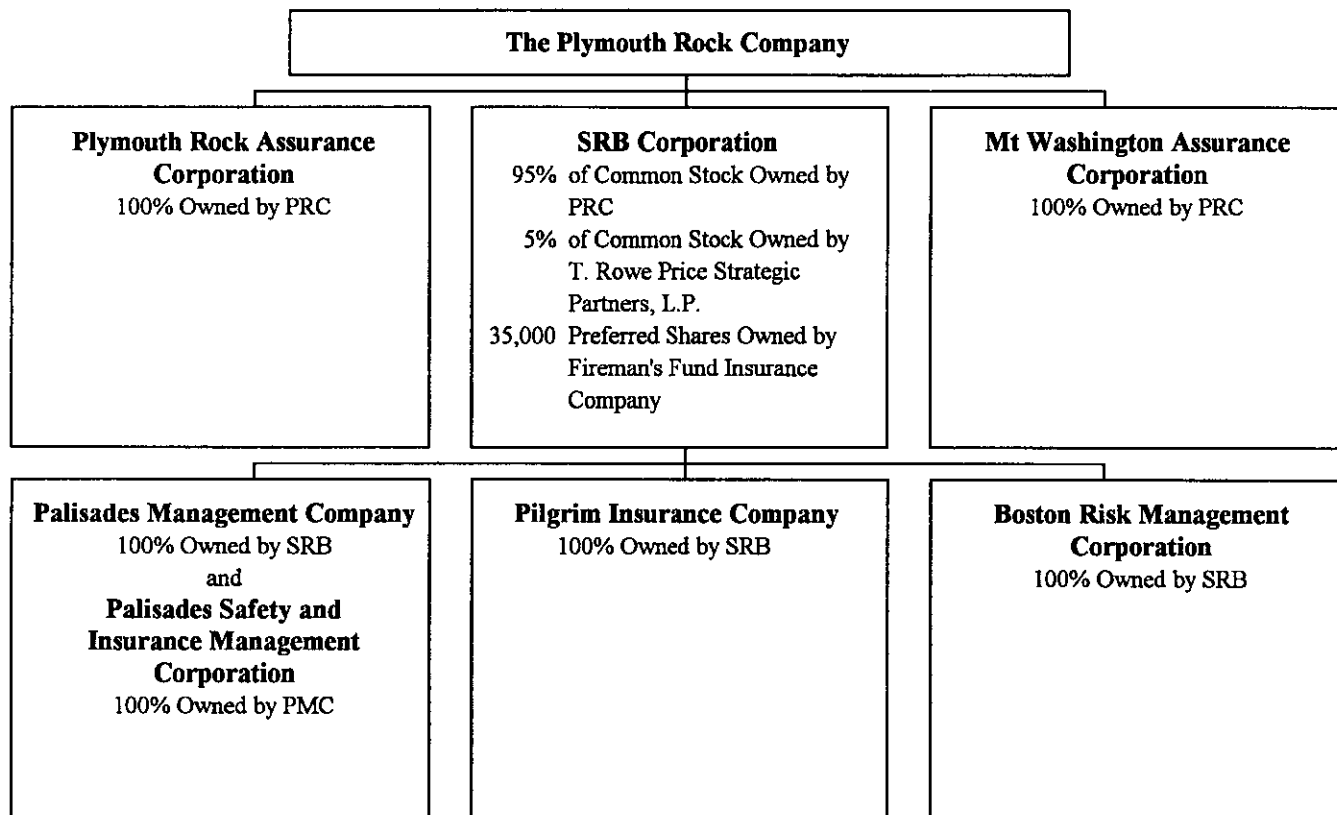 The Plymouth Rock Company
Plymouth Rock Assurance
Corporation
100% Owned by PRC
SRB Corporation
95% of Common Stock Owned by
PRC
5% of Common Stock Owned by
T. Rowe Price Strategic
Partners, L.P.
35,000 Preferred Shares Owned by
Fireman's Fund Insurance
Company
Mt Washington Assurance
Corporation
100% Owned by PRC
Palisades Management Company
100% Owned by SRB
and
Palisades Safety and
Insurance Management
Corporation
100% Owned by PMC
Pilgrim Insurance Company
100% Owned by SRB
Boston Risk Management
Corporation
100% Owned by SRB